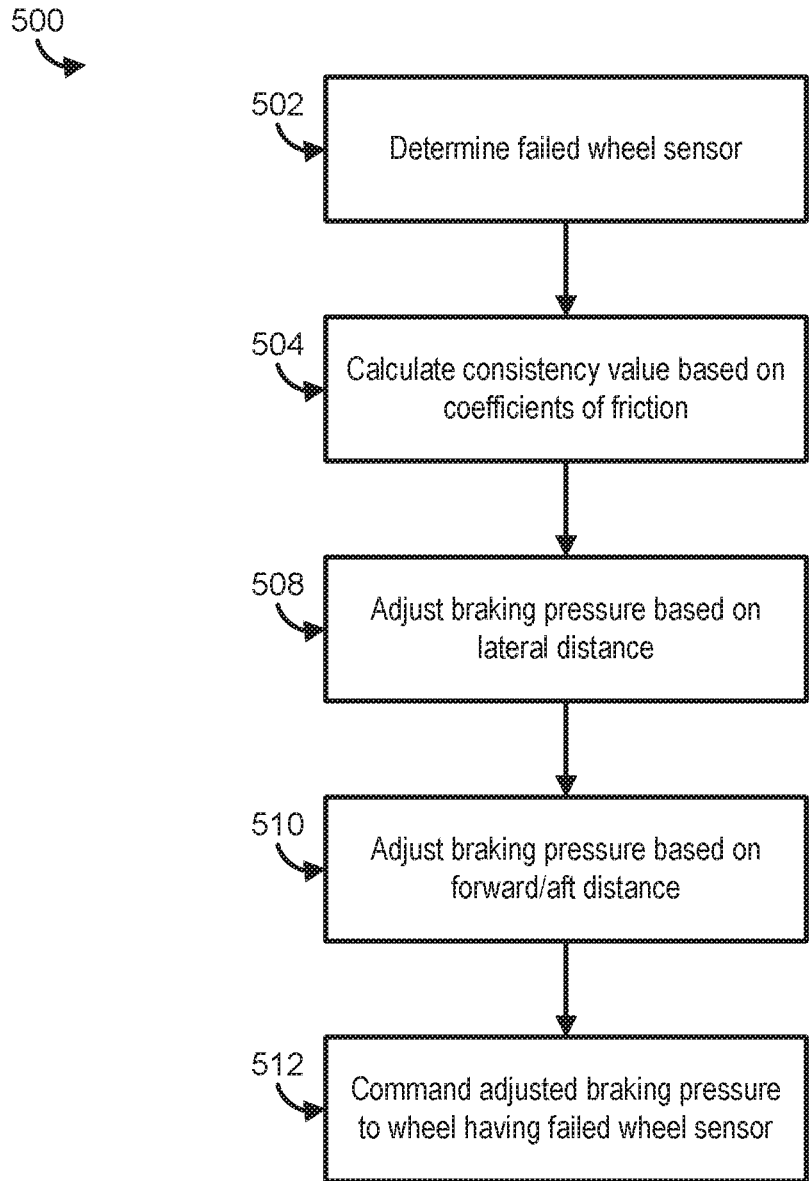 500
502
Determine failed wheel sensor
504
Calculate consistency value based on
coefficients of friction
508
Adjust braking pressure based on
lateral distance
510
Adjust braking pressure based on
forward/aft distance
512
Command adjusted braking pressure
to wheel having failed wheel sensor